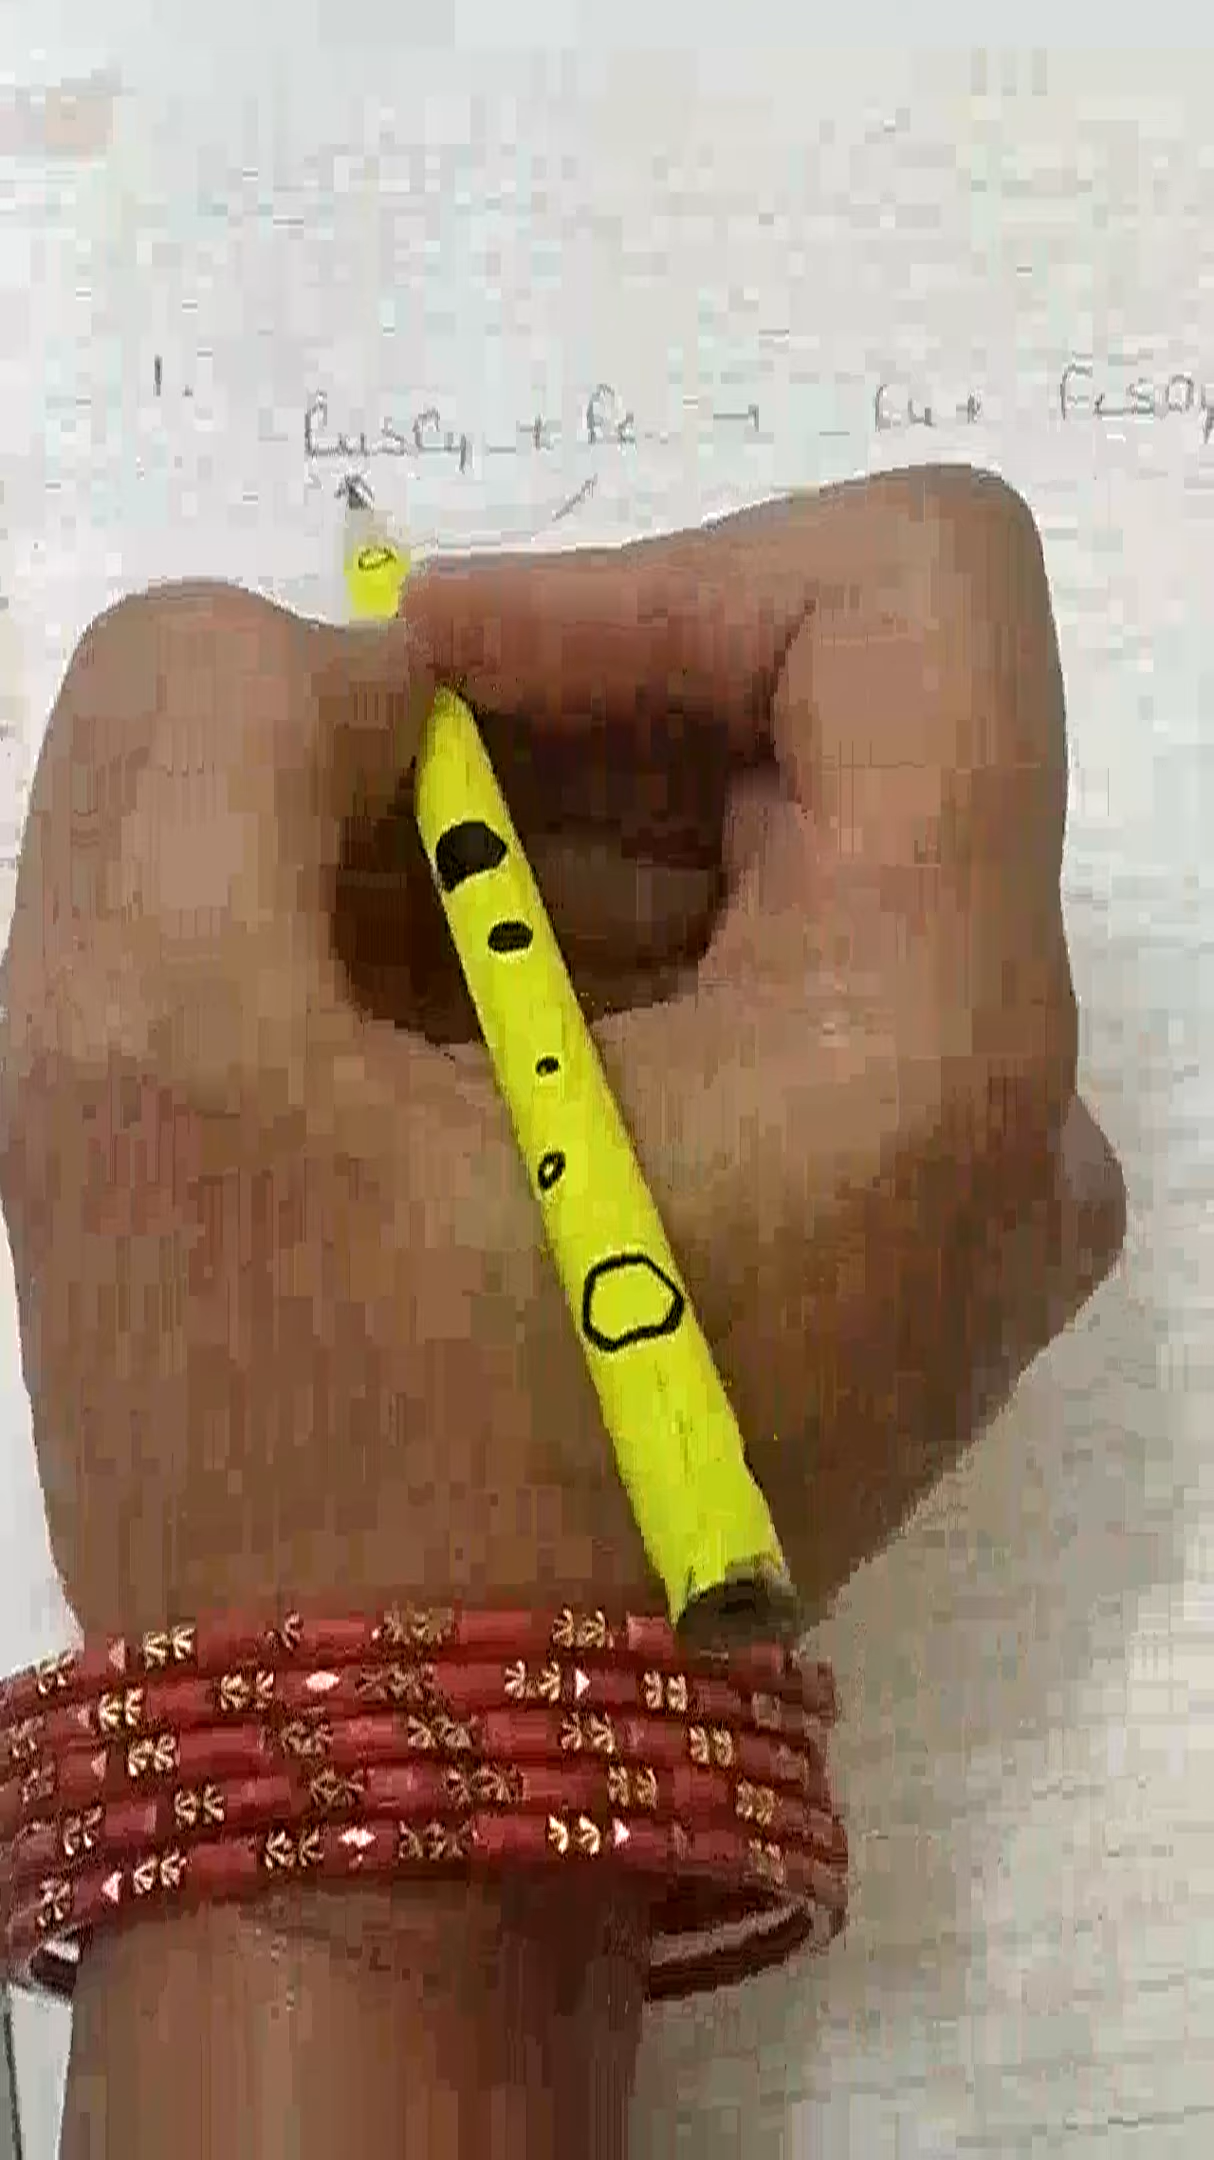 1. CuSO4 + Fe → Cu + FeSO4